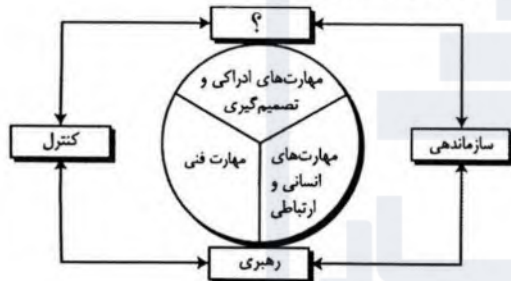 ؟
مهارت‌های ادراکی و
تصمیم‌گیری
سازماندهی
مهارت‌های
انسانی و
ارتباطی
مهارت فنی
کنترل
رهبری